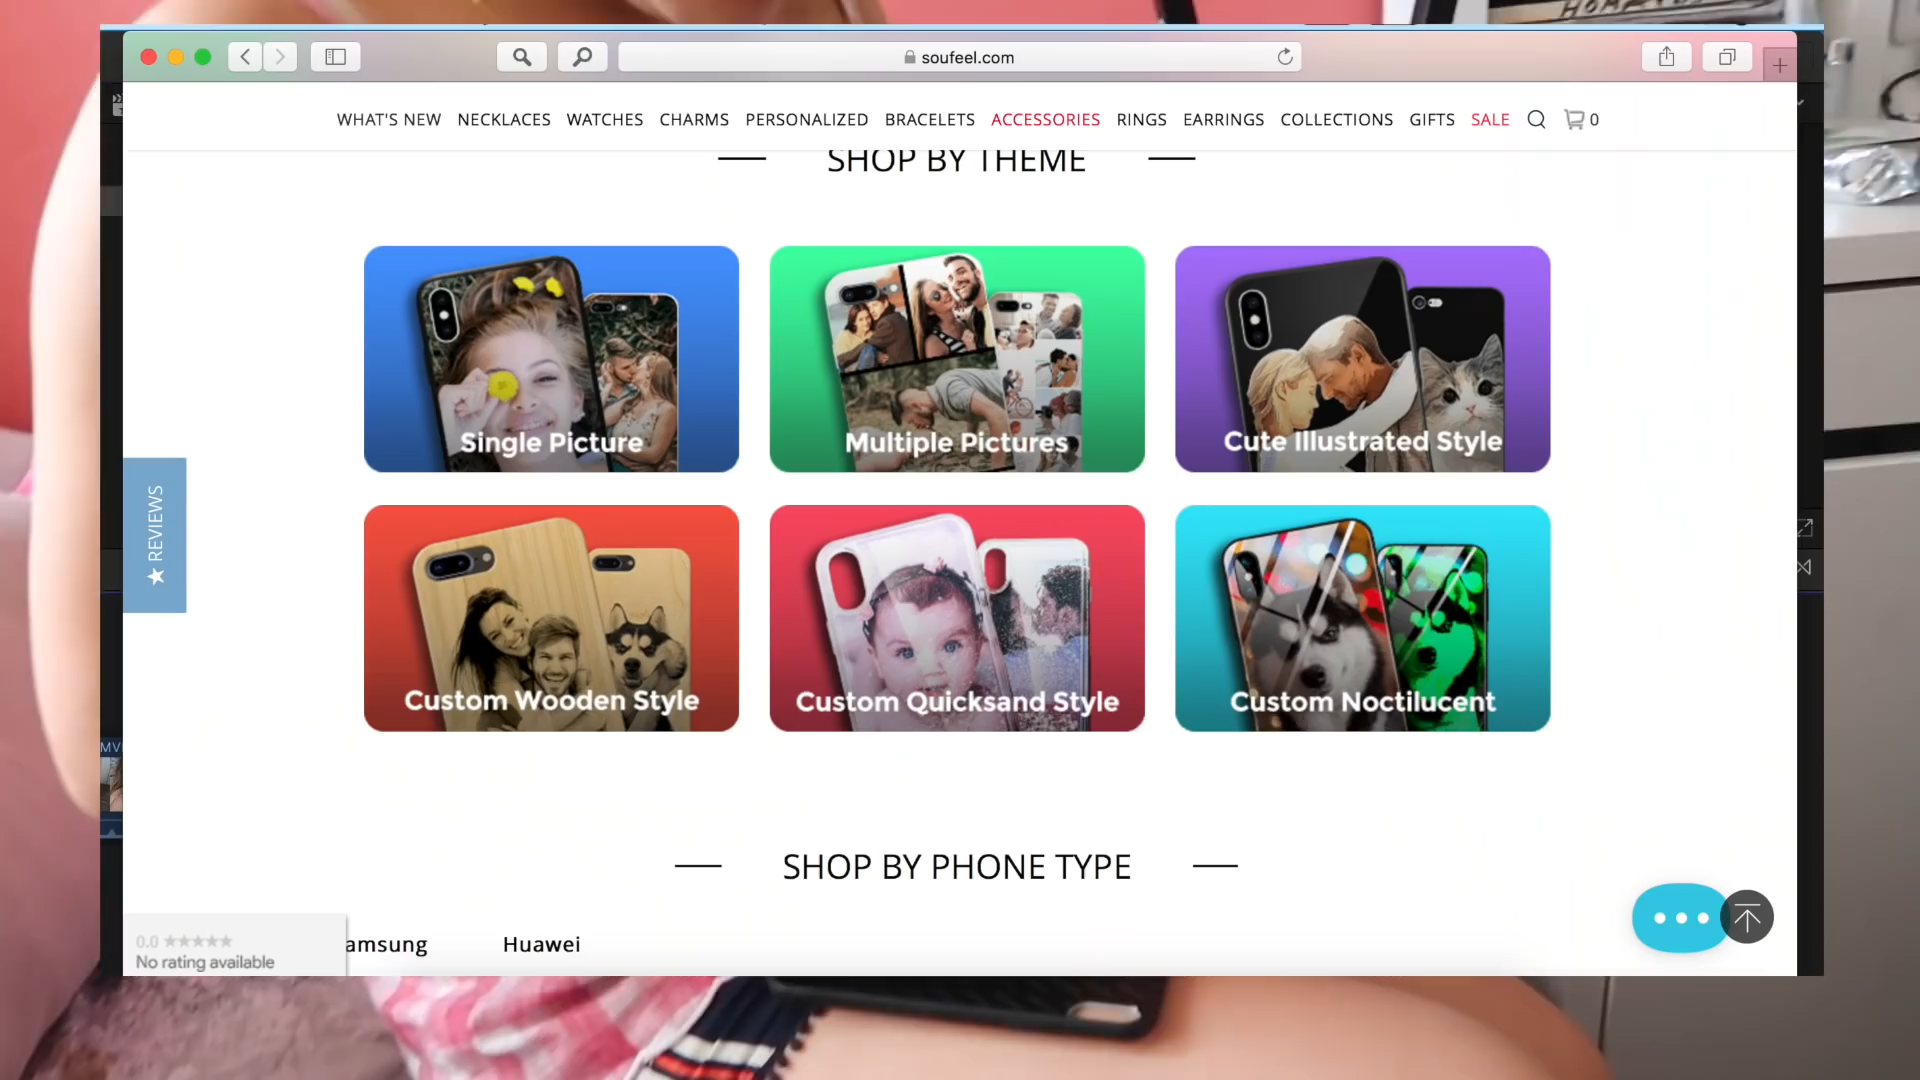 soufeel.com
WHAT'S NEW NECKLACES WATCHES CHARMS PERSONALIZED BRACELETS ACCESSORIES RINGS EARRINGS COLLECTIONS GIFTS SALE 0
SHOP BY THEME
Single Picture
Multiple Pictures
Cute Illustrated Style
★ REVIEWS
Custom Wooden Style
Custom Quicksand Style
Custom Noctilucent
SHOP BY PHONE TYPE
amsung Huawei
0.0 ★★★★★
No rating available